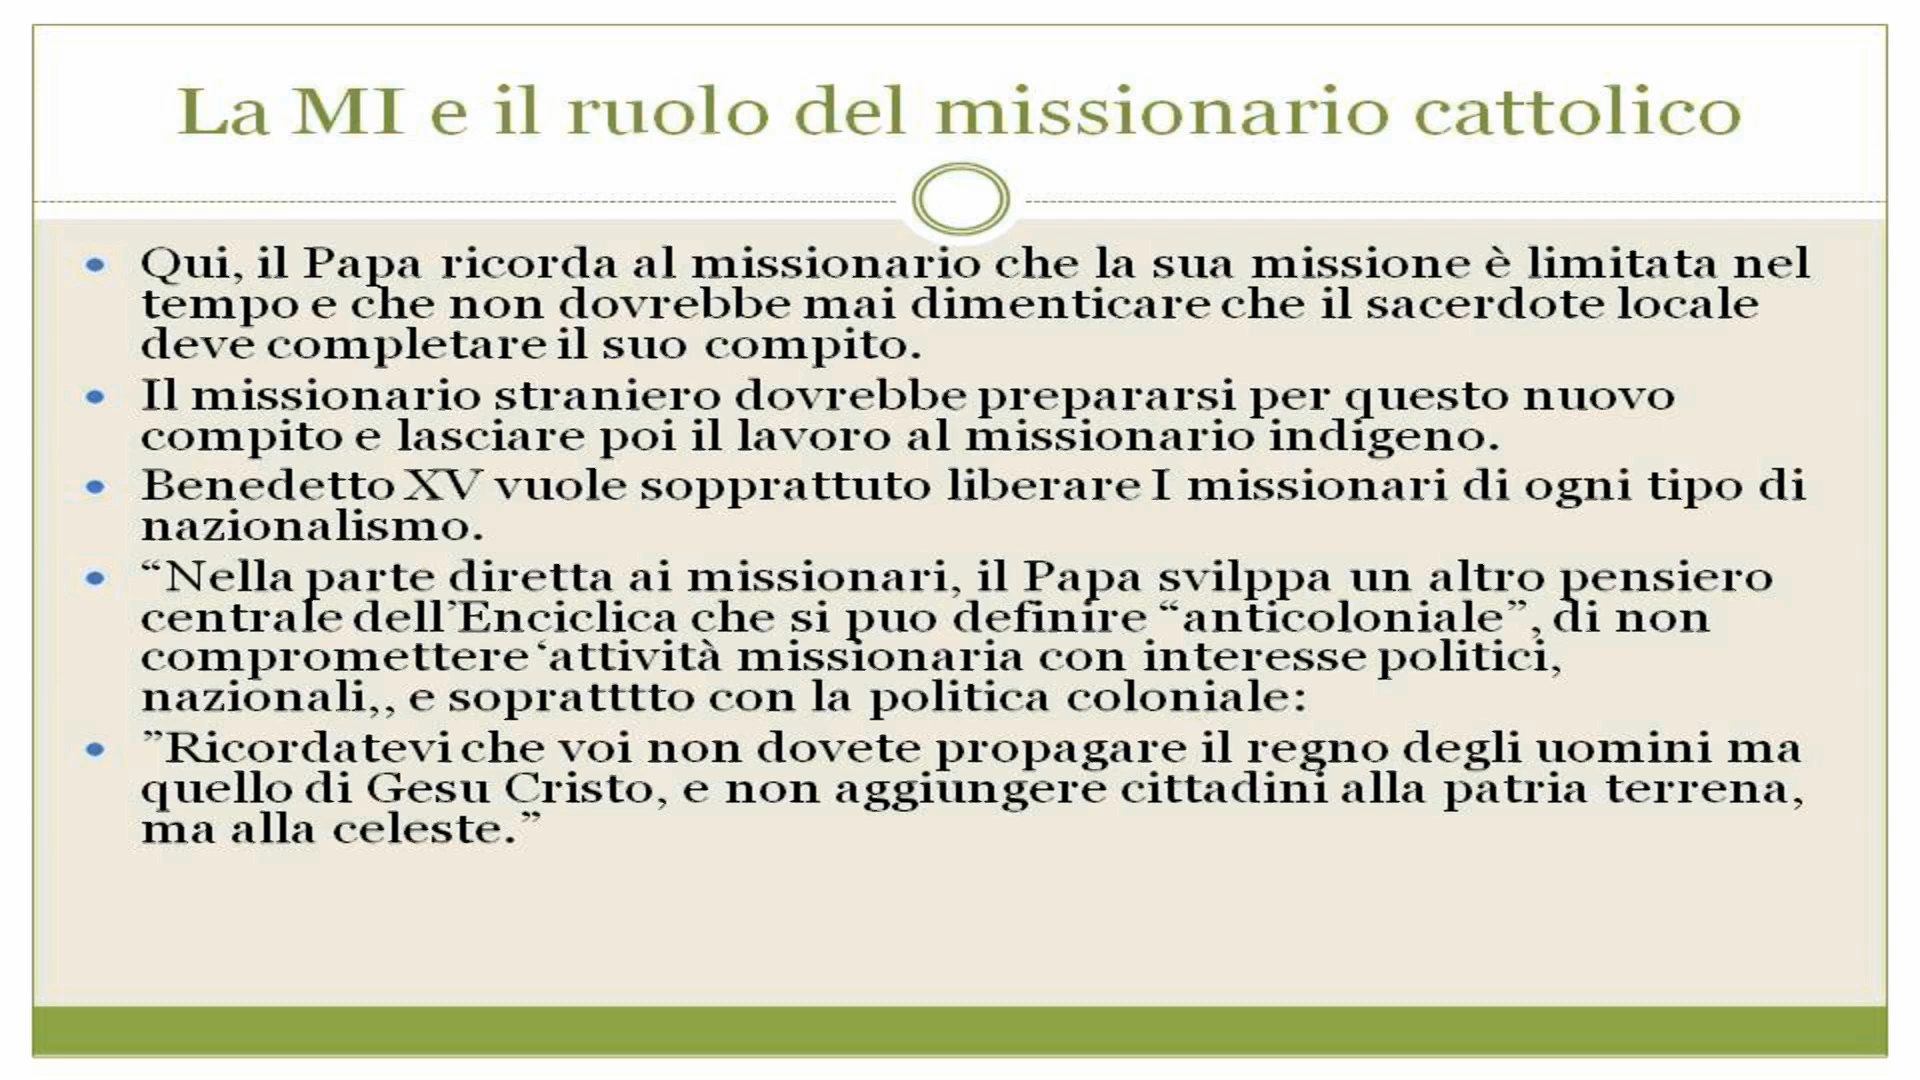 La MI e il ruolo del missionario cattolico
• Qui, il Papa ricorda al missionario che la sua missione è limitata nel
tempo e che non dovrebbe mai dimenticare che il sacerdote locale
deve completare il suo compito.
• Il missionario straniero dovrebbe prepararsi per questo nuovo
compito e lasciare poi il lavoro al missionario indigeno.
• Benedetto XV vuole sopprattuto liberare I missionari di ogni tipo di
nazionalismo.
• “Nella parte diretta ai missionari, il Papa svilppa un altro pensiero
centrale dell’Enciclica che si puo definire “anticoloniale”, di non
compromettere ‘attività missionaria con interesse politici,
nazionali,, e sopratttto con la politica coloniale:
• ”Ricordatevi che voi non dovete propagare il regno degli uomini ma
quello di Gesu Cristo, e non aggiungere cittadini alla patria terrena,
ma alla celeste.”